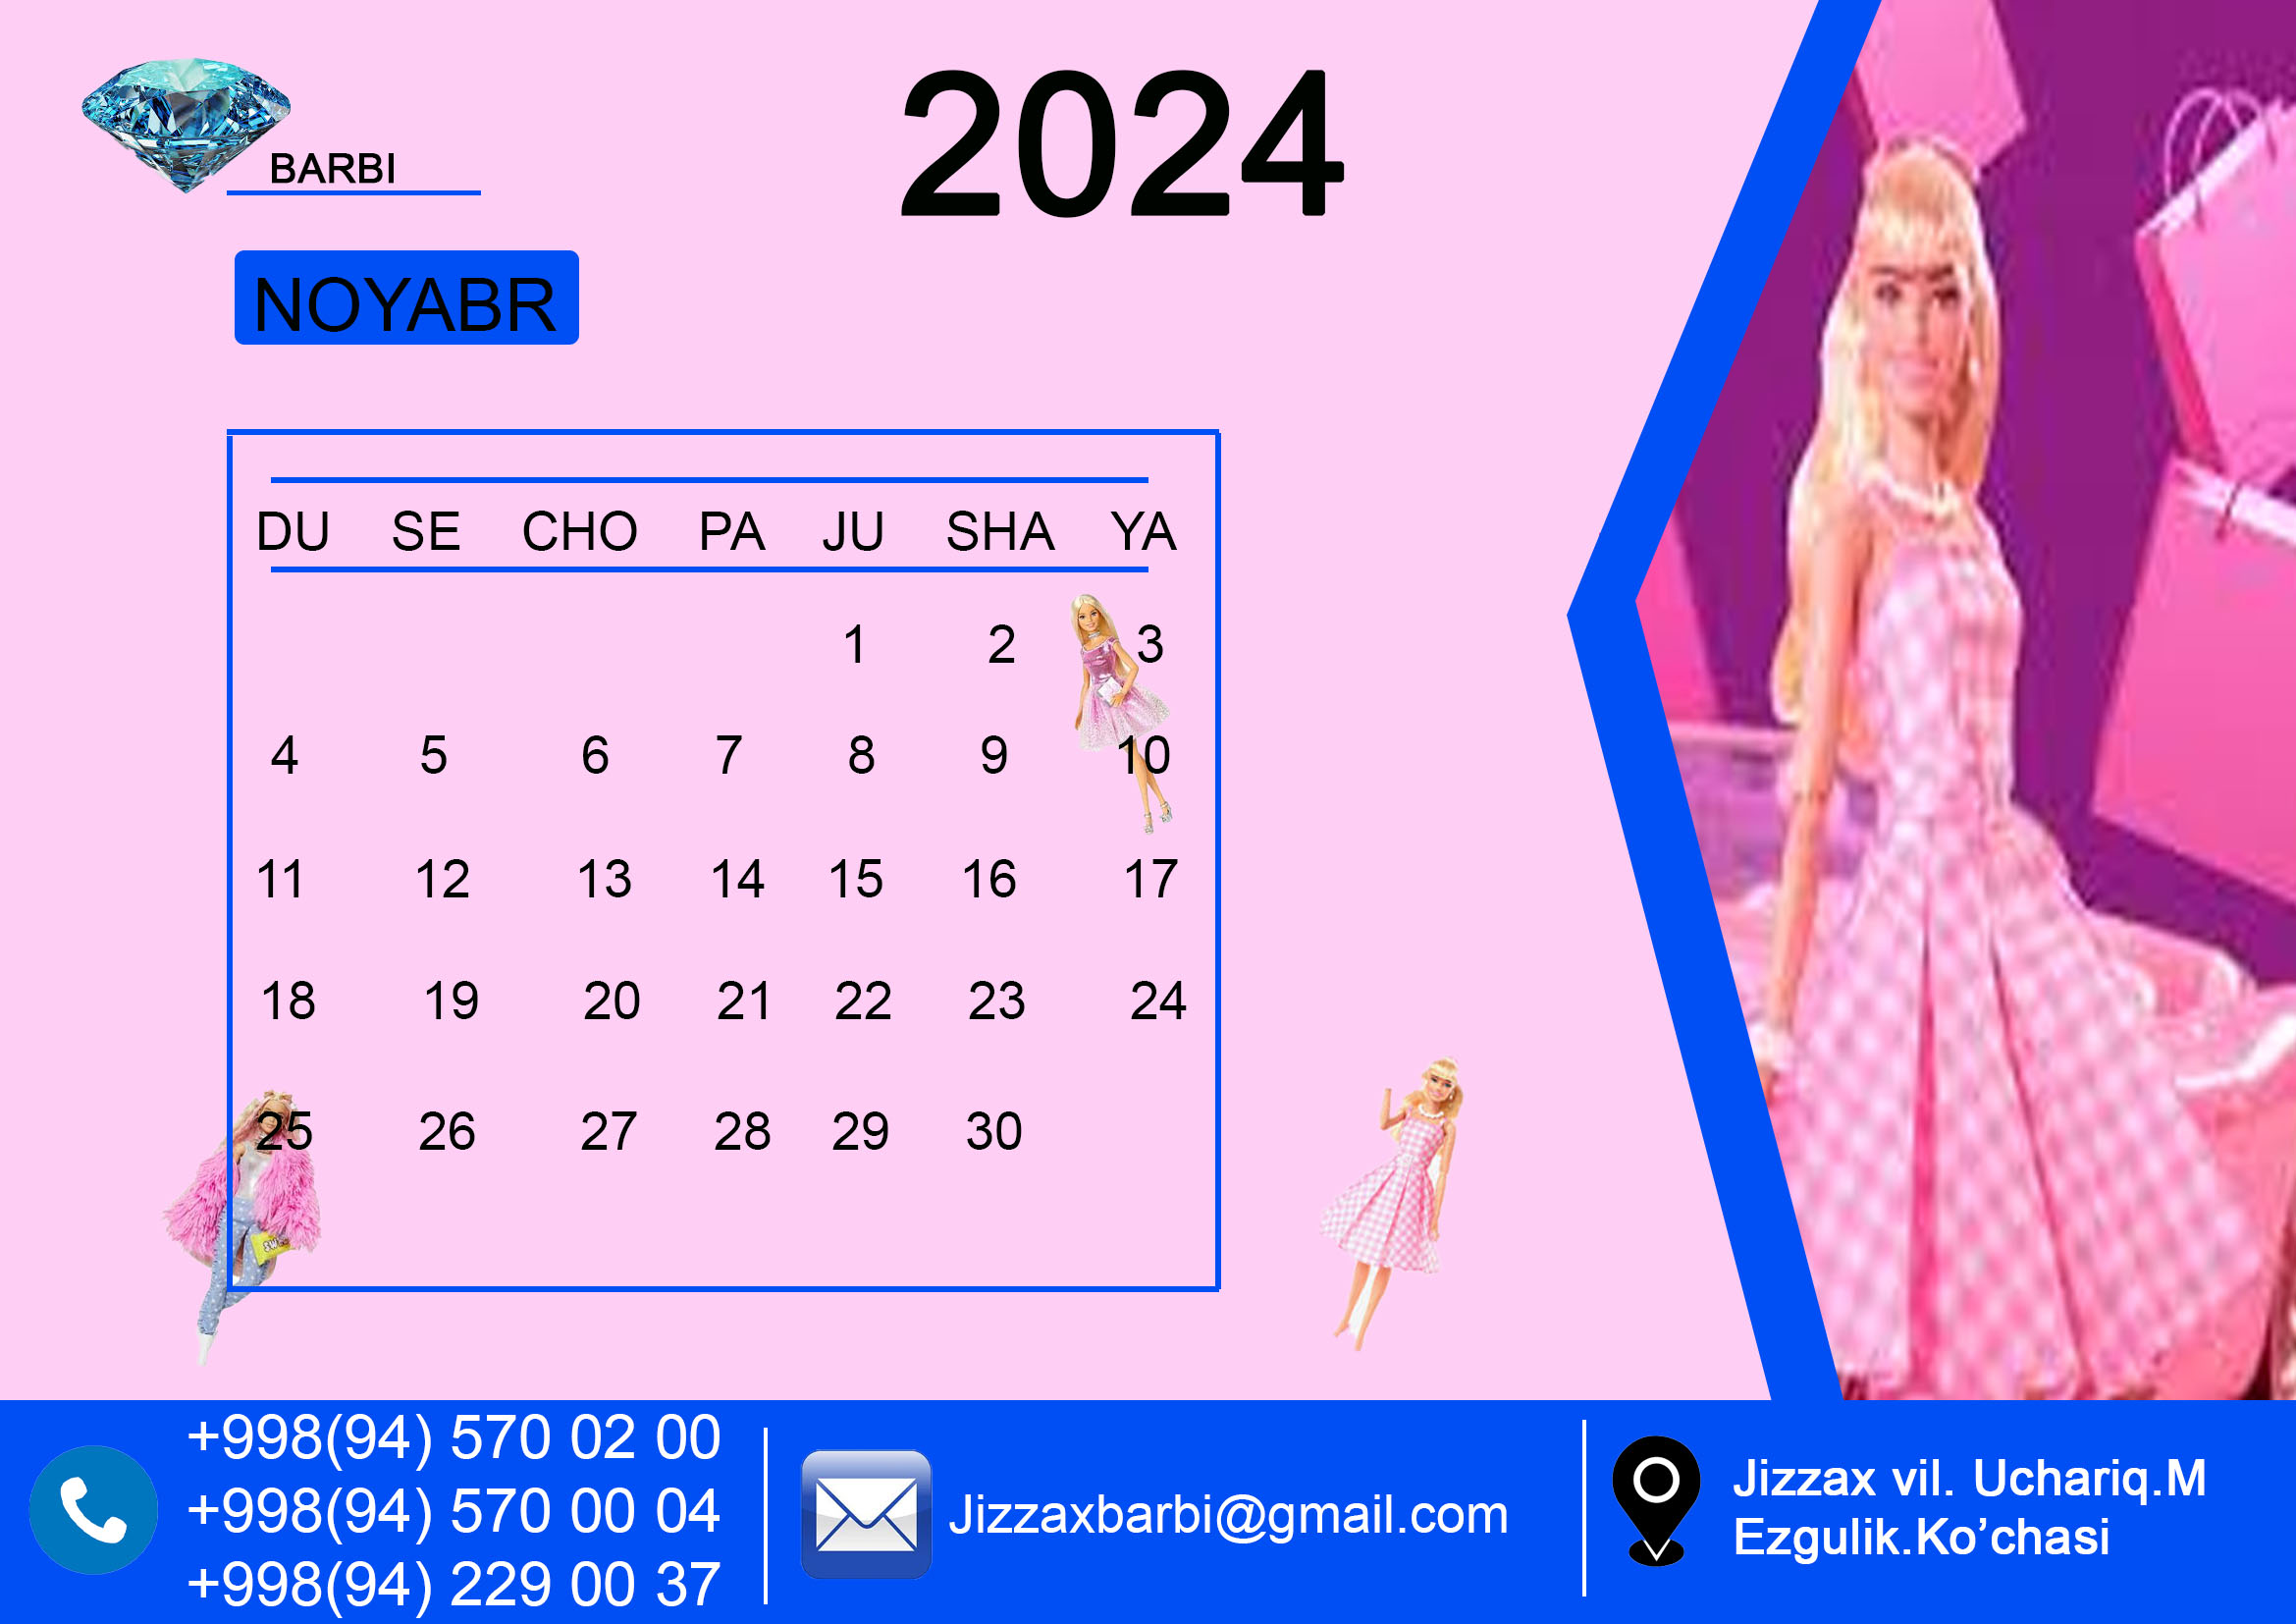 BARBI
2024
NOYABR
DU SE CHO PA JU SHA YA
1 2 3
4 5 6 7 8 9 10
11 12 13 14 15 16 17
18 19 20 21 22 23 24
25 26 27 28 29 30
+998(94) 570 02 00
+998(94) 570 00 04
+998(94) 229 00 37
Jizzaxbarbi@gmail.com
Jizzax vil. Uchariq.M
Ezgulik.Ko’chasi